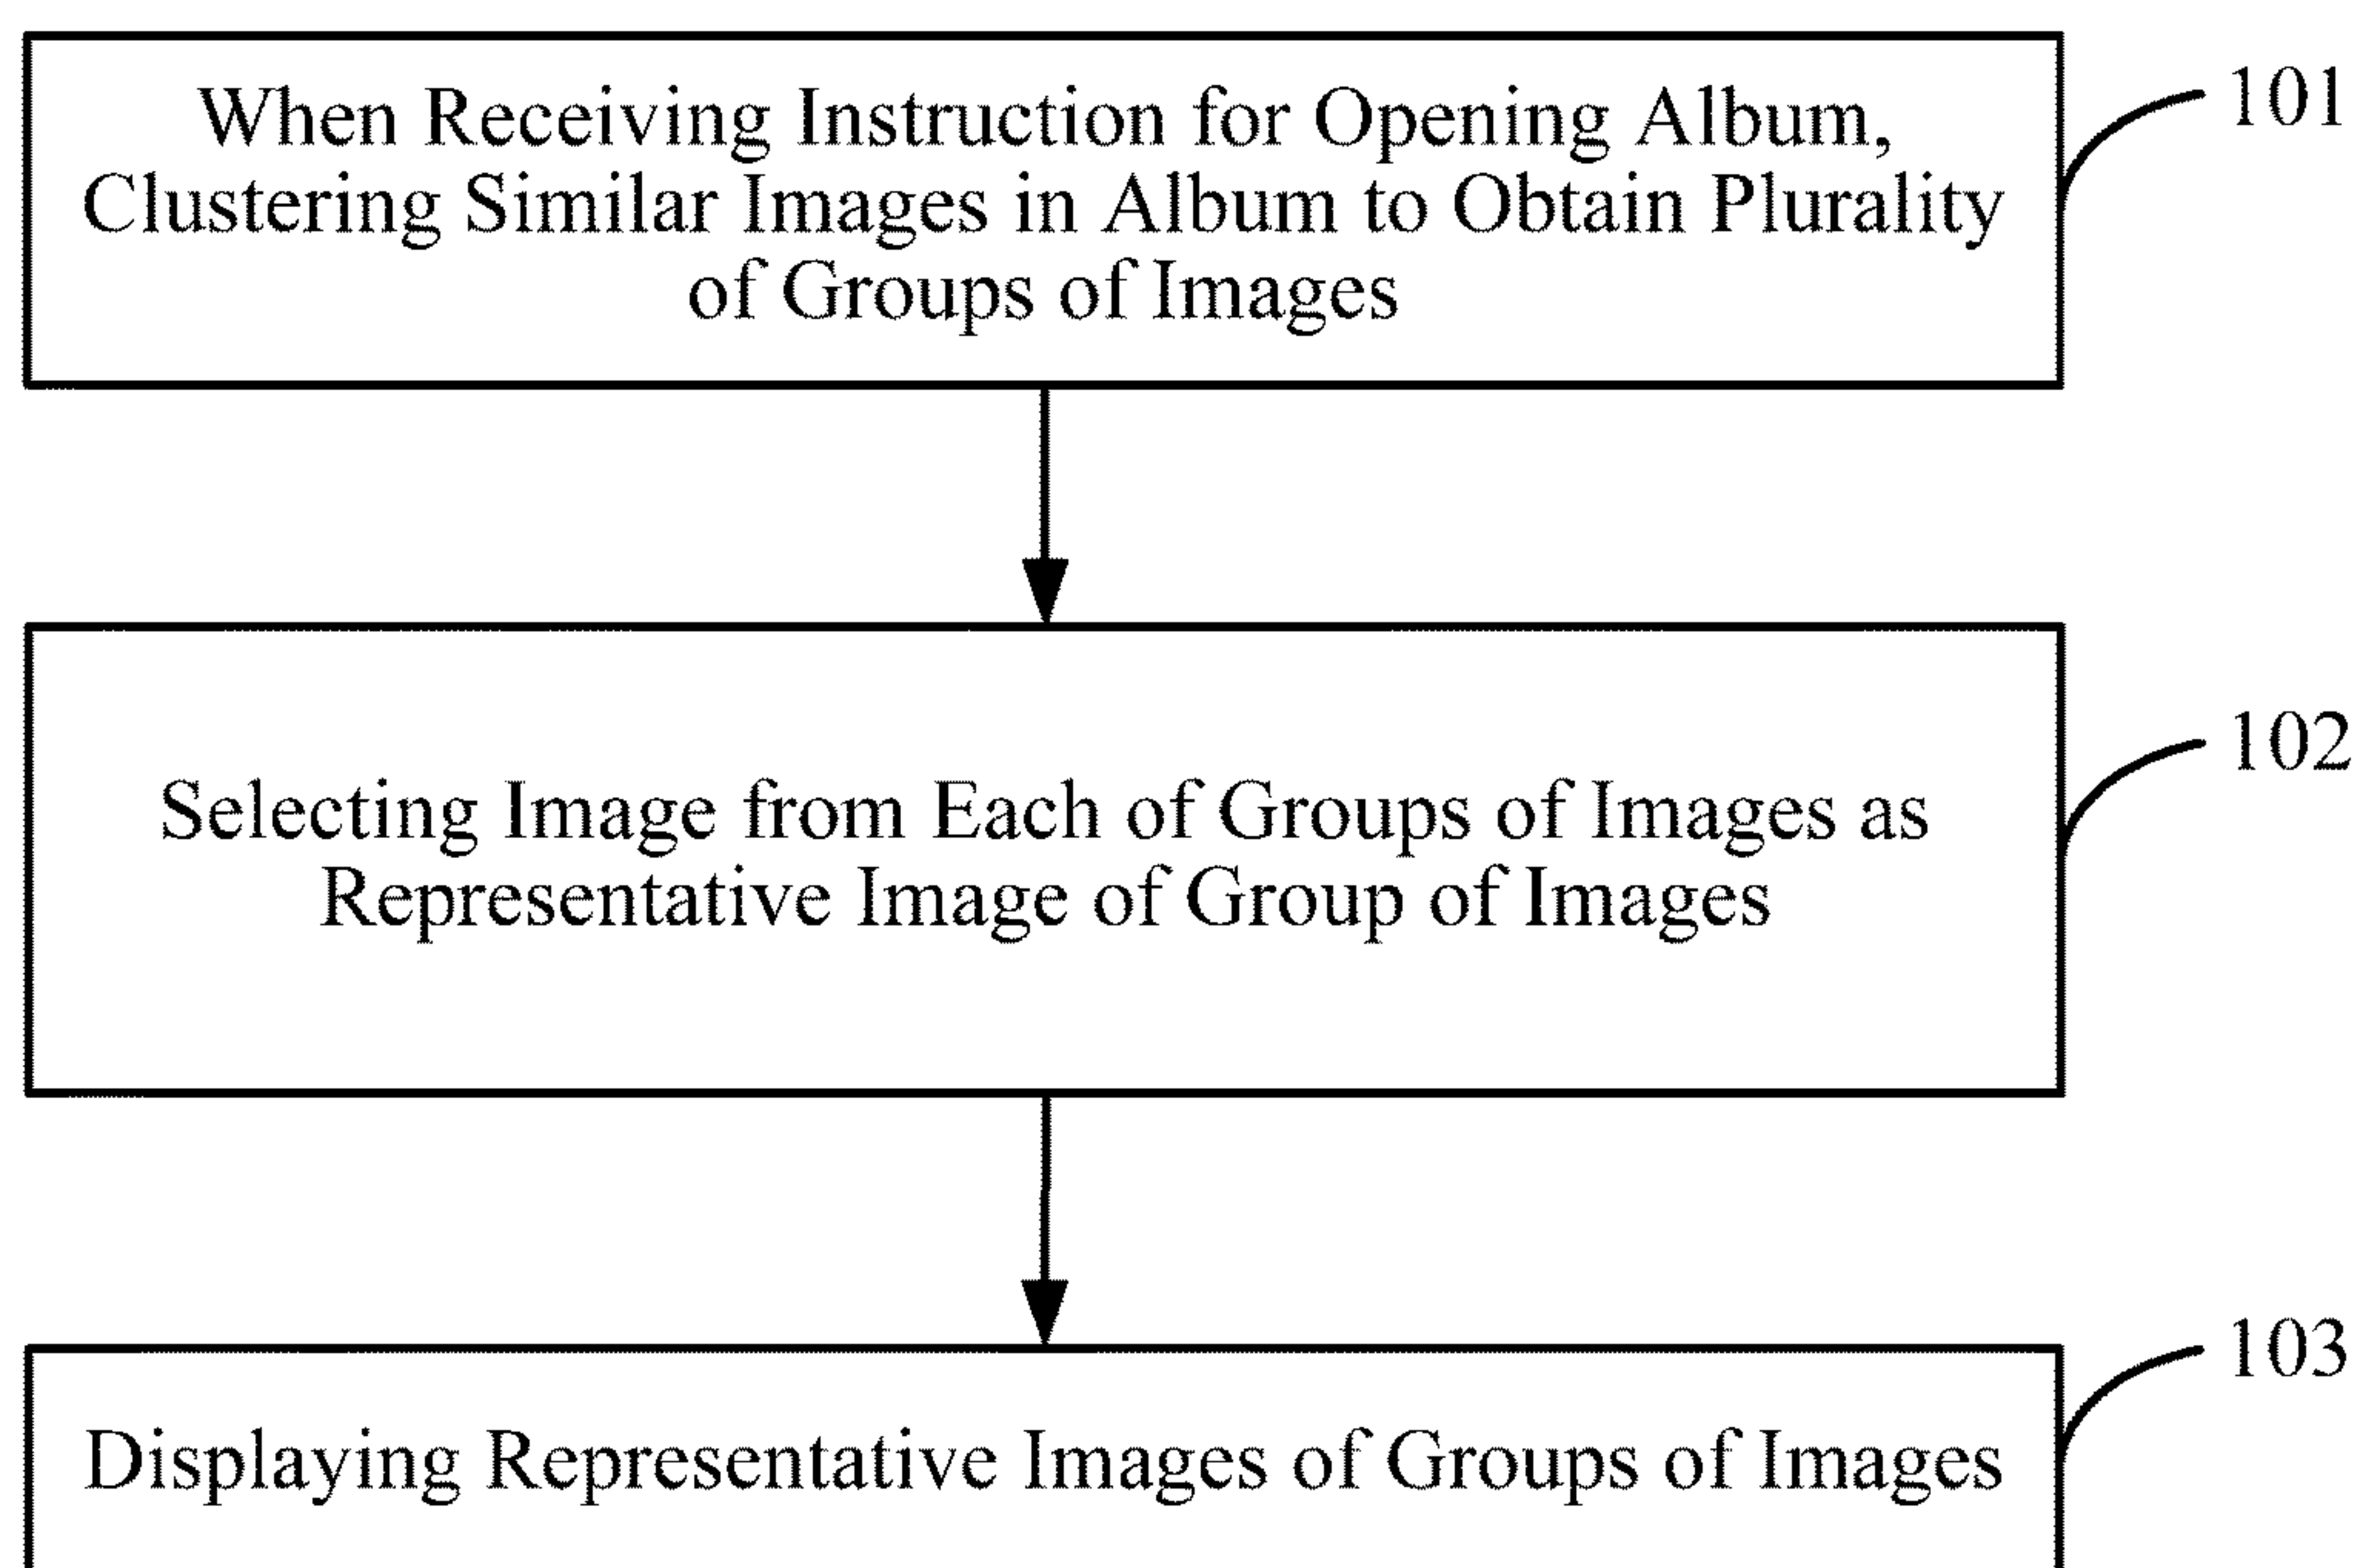 When Receiving Instruction for Opening Album,
Clustering Similar Images in Album to Obtain Plurality
of Groups of Images
101
Selecting Image from Each of Groups of Images as
Representative Image of Group of Images
102
Displaying Representative Images of Groups of Images
103